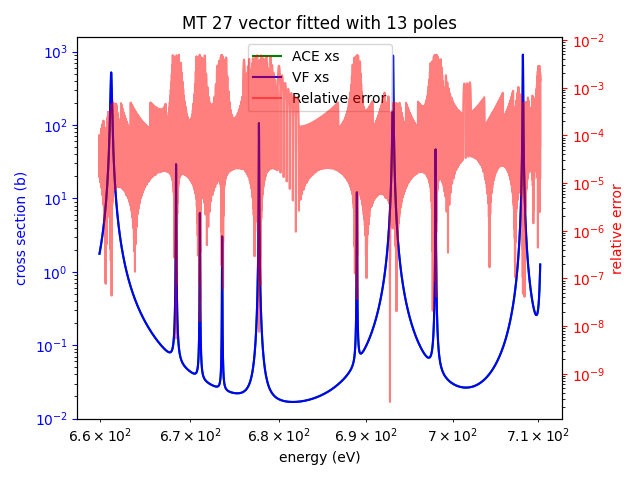 MT 27 vector fitted with 13 poles
ACE xs
VF xs
Relative error
cross section (b)
10³
10²
10¹
10⁰
10⁻¹
10⁻²
10⁻²
10⁻³
10⁻⁴
10⁻⁵
10⁻⁶
10⁻⁷
10⁻⁸
10⁻⁹
relative error
6.6 × 10² 6.7 × 10² 6.8 × 10² 6.9 × 10² 7 × 10² 7.1 × 10²
energy (eV)